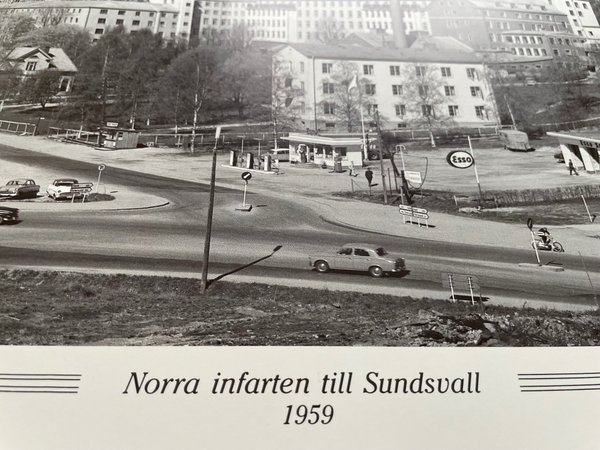 Esso
Norra infarten till Sundsvall
1959